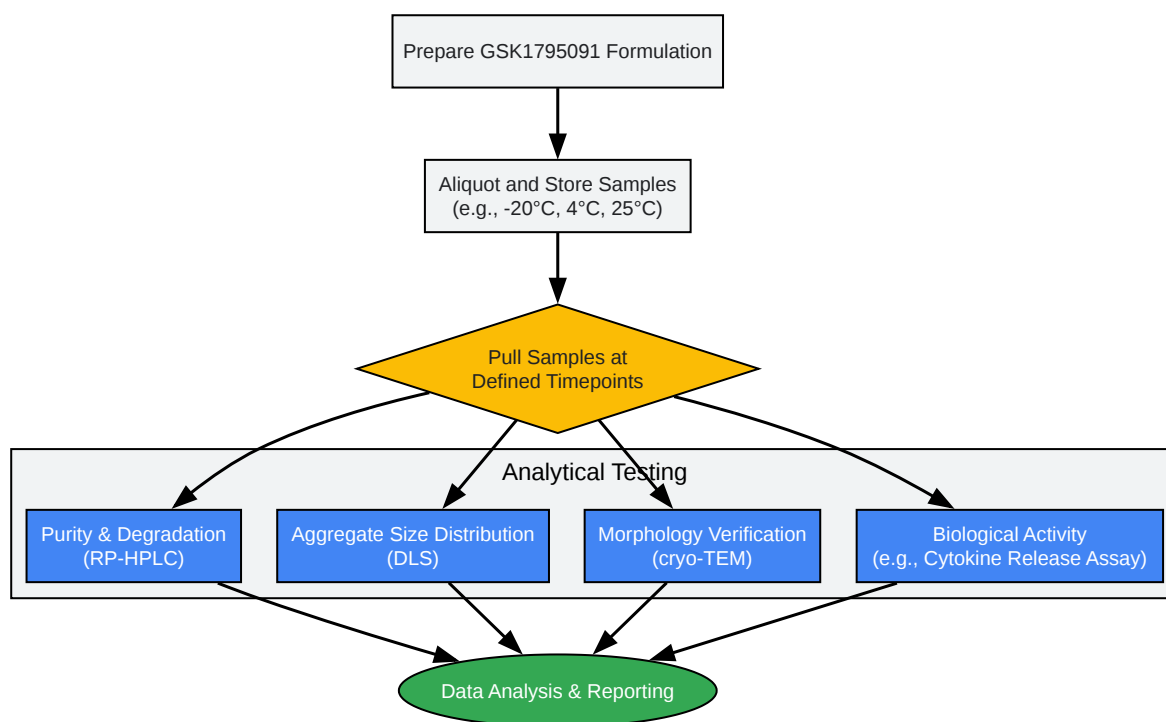 Prepare GSK1795091 Formulation
Aliquot and Store Samples
(e.g., -20°C, 4°C, 25°C)
Pull Samples at
Defined Timepoints
Analytical Testing
Purity & Degradation
(RP-HPLC)
Aggregate Size Distribution
(DLS)
Morphology Verification
(cryo-TEM)
Biological Activity
(e.g., Cytokine Release Assay)
Data Analysis & Reporting